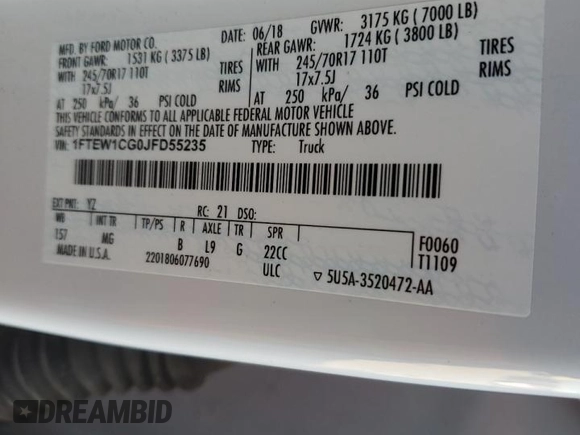 MFD. BY FORD MOTOR CO.
DATE: 06/18 GVWR: 3175 KG ( 7000 LB)
FRONT GAWR: 1531 KG ( 3375 LB)
REAR GAWR: 1724 KG ( 3800 LB)
WITH 245/70R17 110T TIRES
WITH 245/70R17 110T TIRES
17x7.5J RIMS
17x7.5J RIMS
AT 250 kPa/ 36 PSI COLD
AT 250 kPa/ 36 PSI COLD
THIS VEHICLE CONFORMS TO ALL APPLICABLE FEDERAL MOTOR VEHICLE
SAFETY STANDARDS IN EFFECT ON THE DATE OF MANUFACTURE SHOWN ABOVE.
VIN: 1FTEW1CG0JFD55235 TYPE: Truck
EXT PNT: YZ RC: 21 DSO:
WB INT TR TP/PS R AXLE TR SPR
157 MG B L9 G 22CC
ULC
F0060
T1109
MADE IN U.S.A. 2201806077690
▽ 5U5A-3520472-AA
DREAMBID